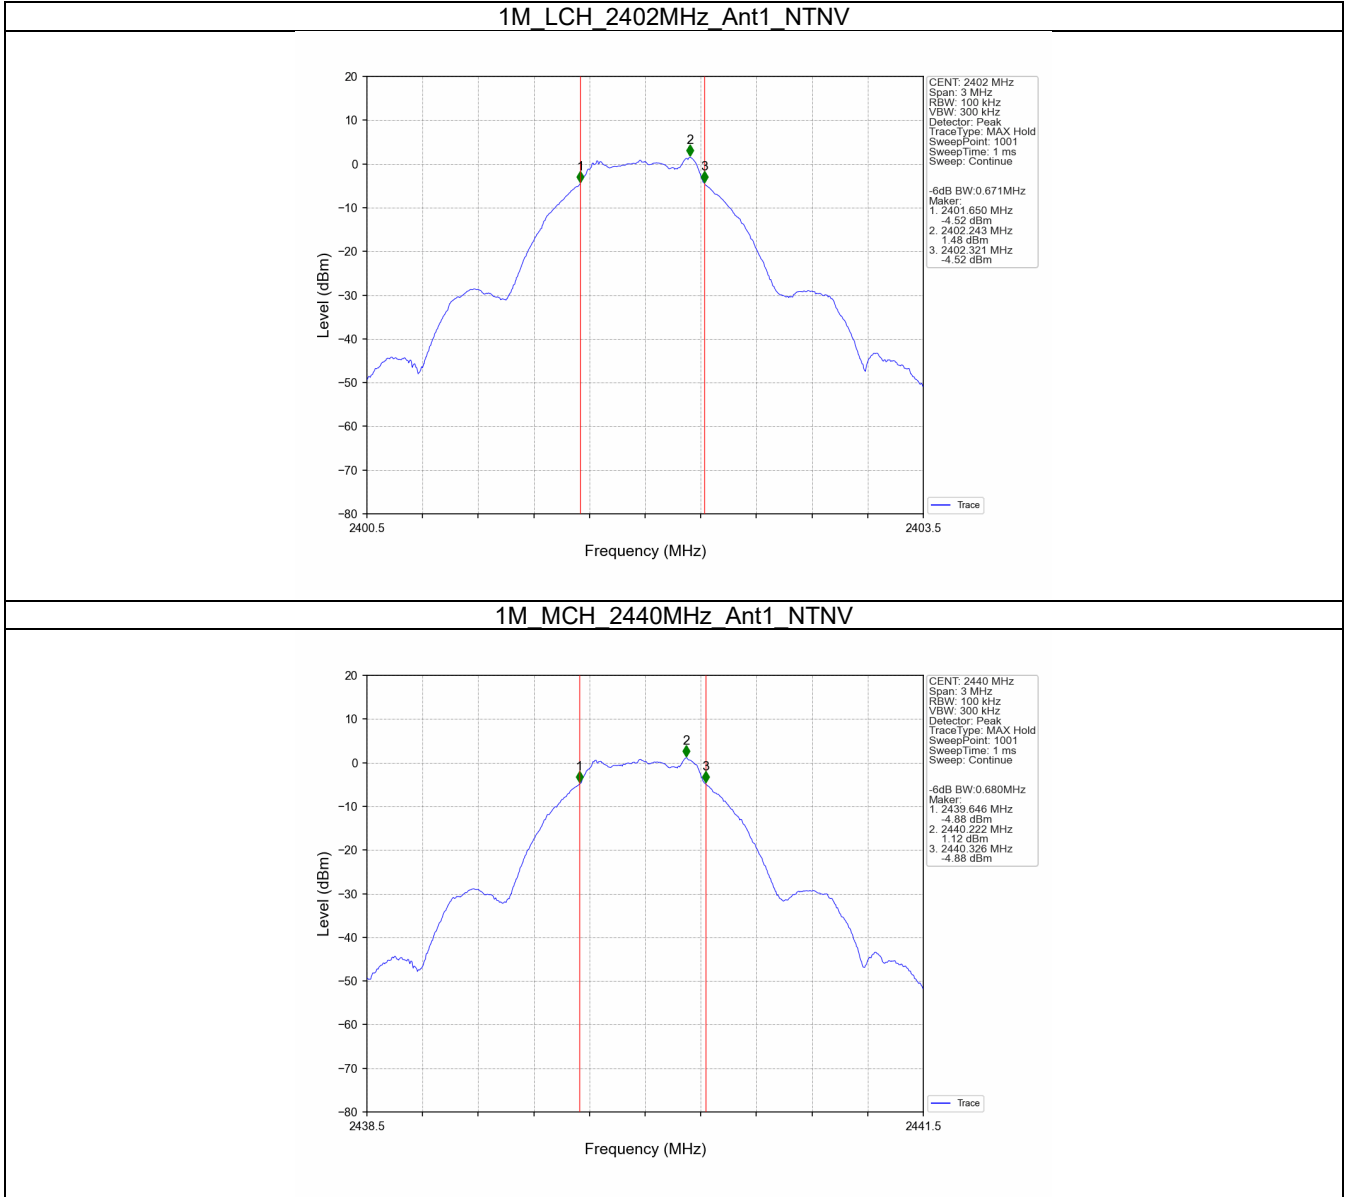 1M_LCH_2402MHz_Ant1_NTNV
20
10
0
−10
−20
−30
−40
−50
−60
−70
−80
Level (dBm)
1
2
3
2400.5
2403.5
Frequency (MHz)
CENT: 2402 MHz
Span: 3 MHz
RBW: 100 kHz
VBW: 300 kHz
Detector: Peak
TraceType: MAX Hold
SweepPoint: 1001
SweepTime: 1 ms
Sweep: Continue
-6dB BW:0.671MHz
Maker:
1. 2401.650 MHz
-4.52 dBm
2. 2402.243 MHz
1.48 dBm
3. 2402.321 MHz
-4.52 dBm
Trace
1M_MCH_2440MHz_Ant1_NTNV
20
10
0
−10
−20
−30
−40
−50
−60
−70
−80
Level (dBm)
1
2
3
2438.5
2441.5
Frequency (MHz)
CENT: 2440 MHz
Span: 3 MHz
RBW: 100 kHz
VBW: 300 kHz
Detector: Peak
TraceType: MAX Hold
SweepPoint: 1001
SweepTime: 1 ms
Sweep: Continue
-6dB BW:0.680MHz
Maker:
1. 2439.646 MHz
-4.88 dBm
2. 2440.222 MHz
1.12 dBm
3. 2440.326 MHz
-4.88 dBm
Trace